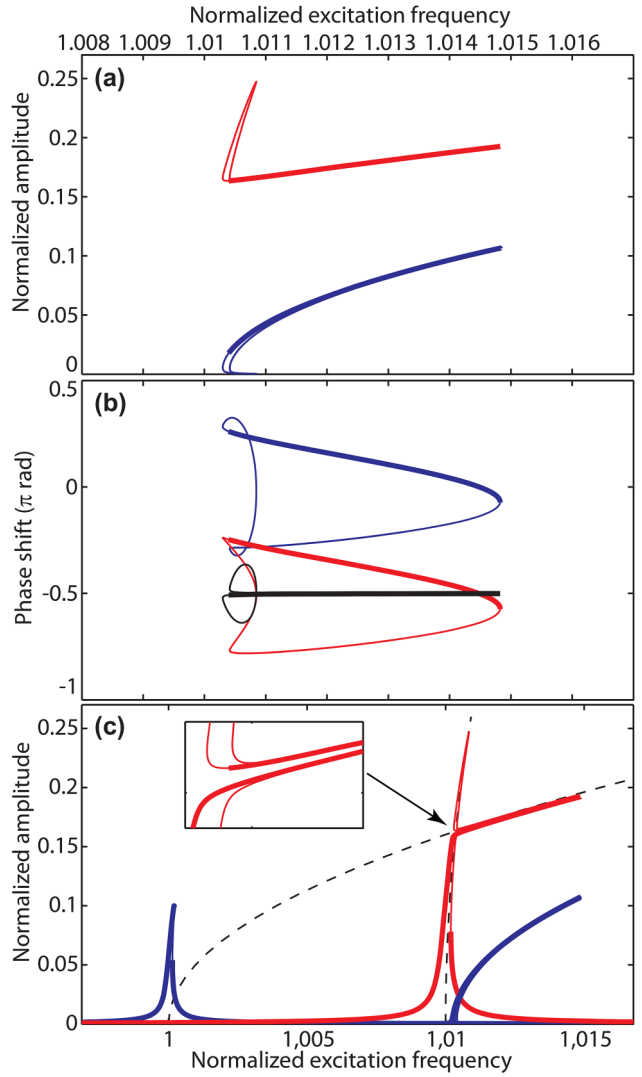 Normalized excitation frequency
1.008 1.009 1.01 1.011 1.012 1.013 1.014 1.015 1.016
(a)
Normalized amplitude
0.25
0.2
0.15
0.1
0.05
0
(b)
Phase shift (π rad)
0.5
0
-0.5
-1
(c)
Normalized amplitude
0.25
0.2
0.15
0.1
0.05
0
1 1,005 1,01 1,015
Normalized excitation frequency